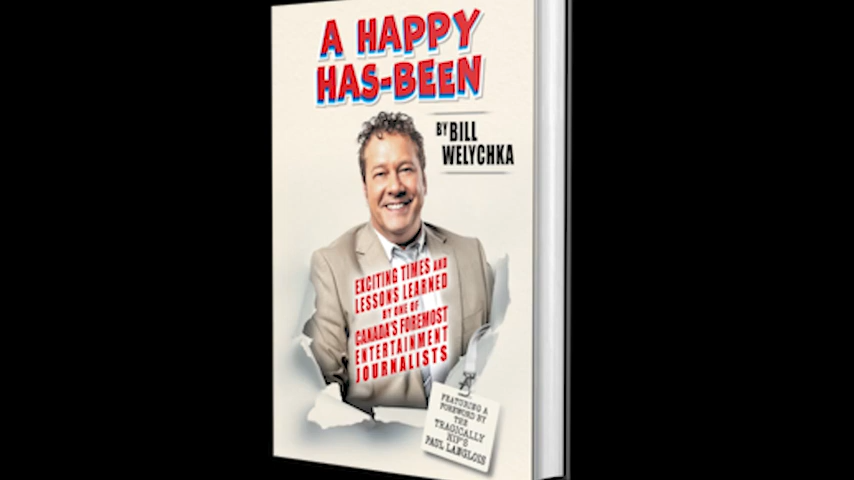 A HAPPY
HAS-BEEN
BY BILL
WELYCHKA
EXCITING TIMES AND
LESSONS LEARNED
BY ONE OF
CANADA'S FOREMOST
ENTERTAINMENT
JOURNALISTS
FEATURING A
FOREWORD BY
THE
TRAGICALLY
HIP'S
PAUL LANGLOIS